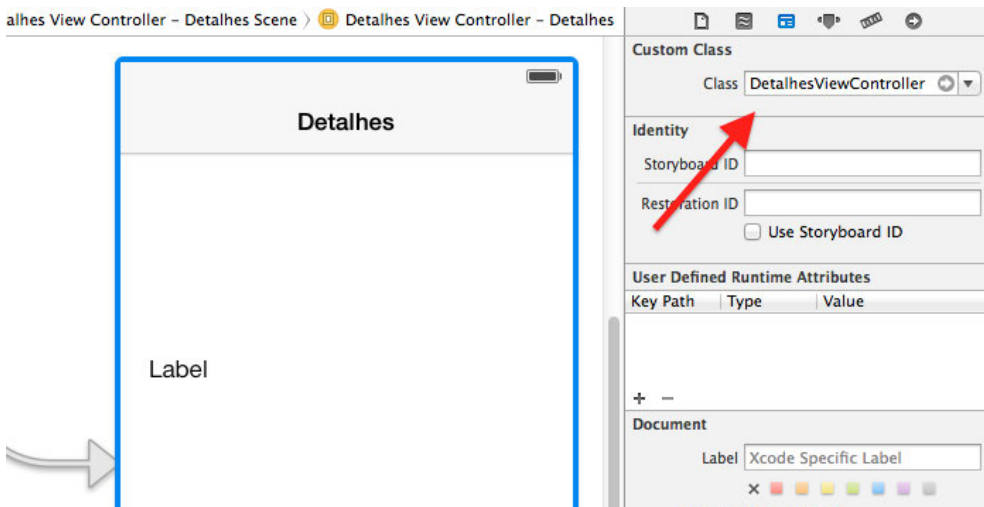 alhes View Controller – Detalhes Scene 〉 Detalhes View Controller – Detalhes
Detalhes
Label
Custom Class
Class DetalhesViewController
Identity
Storyboard ID
Restoration ID
Use Storyboard ID
User Defined Runtime Attributes
Key Path Type Value
+ −
Document
Label Xcode Specific Label